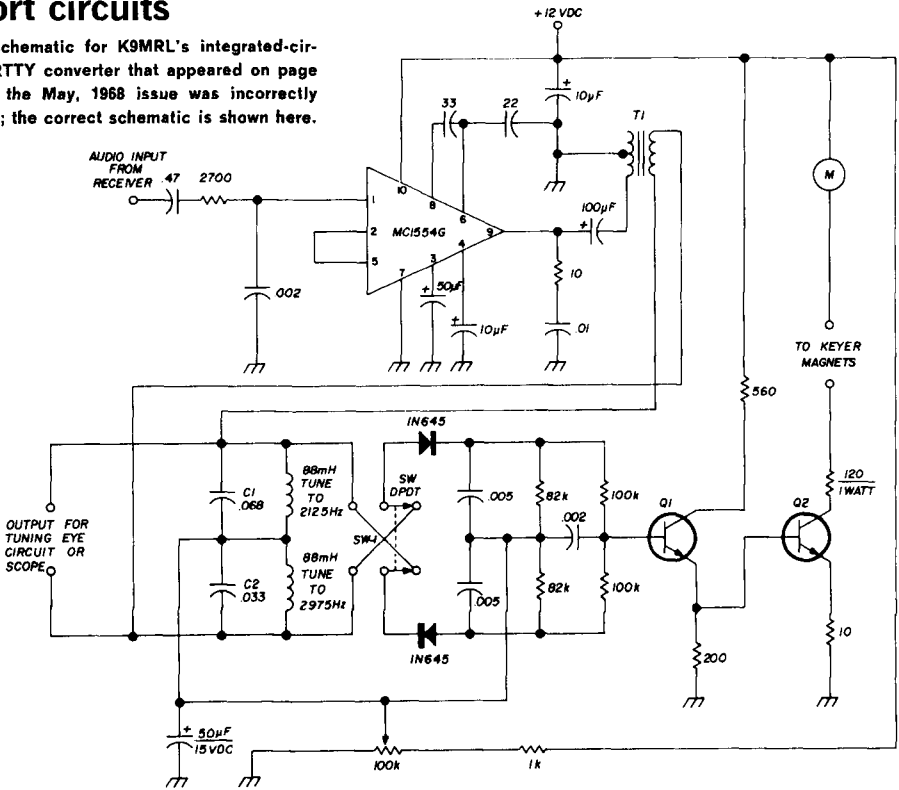 ort circuits
chematic for K9MRL's integrated-cir-
RTTY converter that appeared on page
the May, 1968 issue was incorrectly
; the correct schematic is shown here.
+12 VDC
10µF
33
22
T1
AUDIO INPUT
FROM
RECEIVER
.47
2700
10
1
8
6
2
MC1554G
9
5
4
3
7
100µF
M
.002
50µF
10µF
10
.01
TO KEYER
MAGNETS
560
1N645
C1
.068
88mH
TUNE
TO
2125Hz
SW
DPDT
.005
82k
100k
.002
Q1
120
1WATT
Q2
OUTPUT FOR
TUNING EYE
CIRCUIT OR
SCOPE
SW-1
C2
.033
88mH
TUNE
TO
2975Hz
.005
82k
100k
1N645
200
10
50µF
15VDC
100k
1k